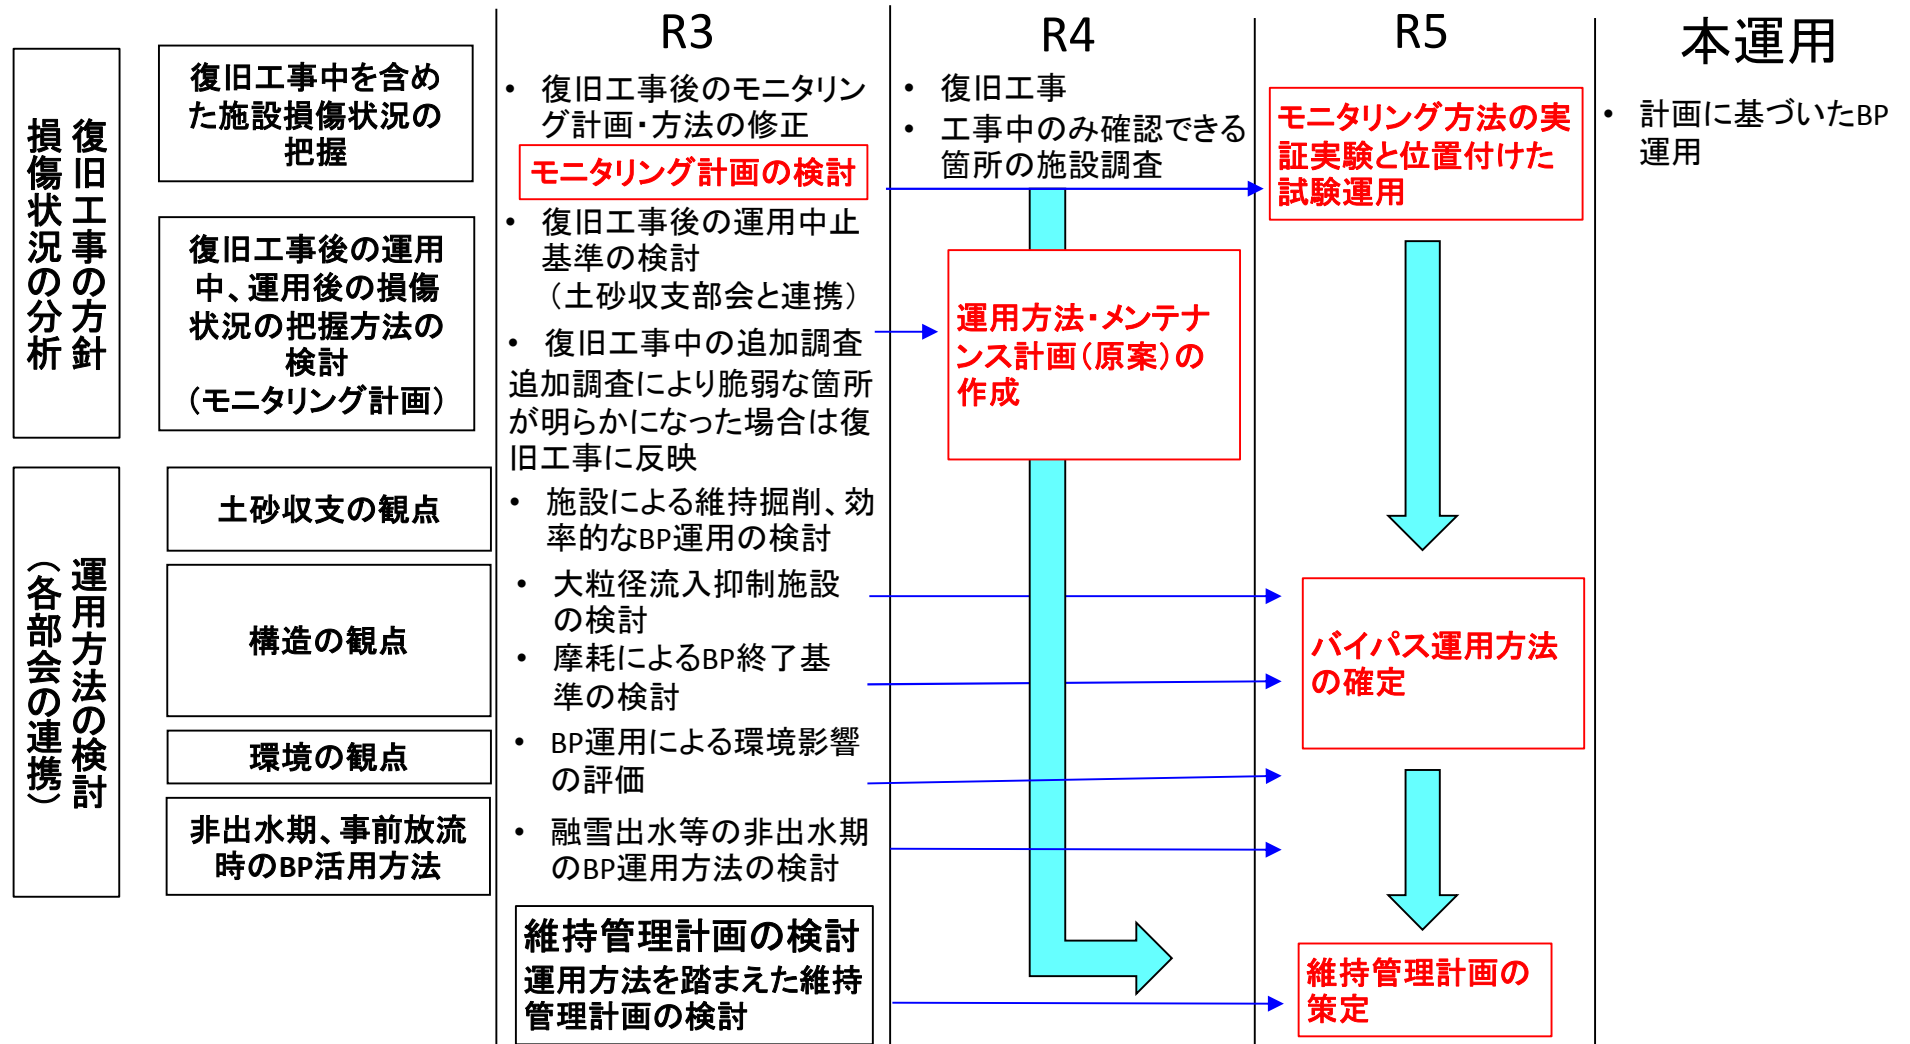 復旧工事の方針
損傷状況の分析
復旧工事中を含め
た施設損傷状況の
把握
復旧工事後の運用
中、運用後の損傷
状況の把握方法の
検討
（モニタリング計画）
運用方法の検討
（各部会の連携）
土砂収支の観点
構造の観点
環境の観点
非出水期、事前放流
時のBP活用方法
R3
• 復旧工事後のモニタリン
グ計画・方法の修正
モニタリング計画の検討
• 復旧工事後の運用中止
基準の検討
（土砂収支部会と連携）
• 復旧工事中の追加調査
追加調査により脆弱な箇所
が明らかになった場合は復
旧工事に反映
• 施設による維持掘削、効
率的なBP運用の検討
• 大粒径流入抑制施設
の検討
• 摩耗によるBP終了基
準の検討
• BP運用による環境影響
の評価
• 融雪出水等の非出水期
のBP運用方法の検討
維持管理計画の検討
運用方法を踏まえた維持
管理計画の検討
R4
• 復旧工事
• 工事中のみ確認できる
箇所の施設調査
運用方法・メンテナ
ンス計画（原案）の
作成
R5
モニタリング方法の実
証実験と位置付けた
試験運用
バイパス運用方法
の確定
維持管理計画の
策定
本運用
• 計画に基づいたBP
運用